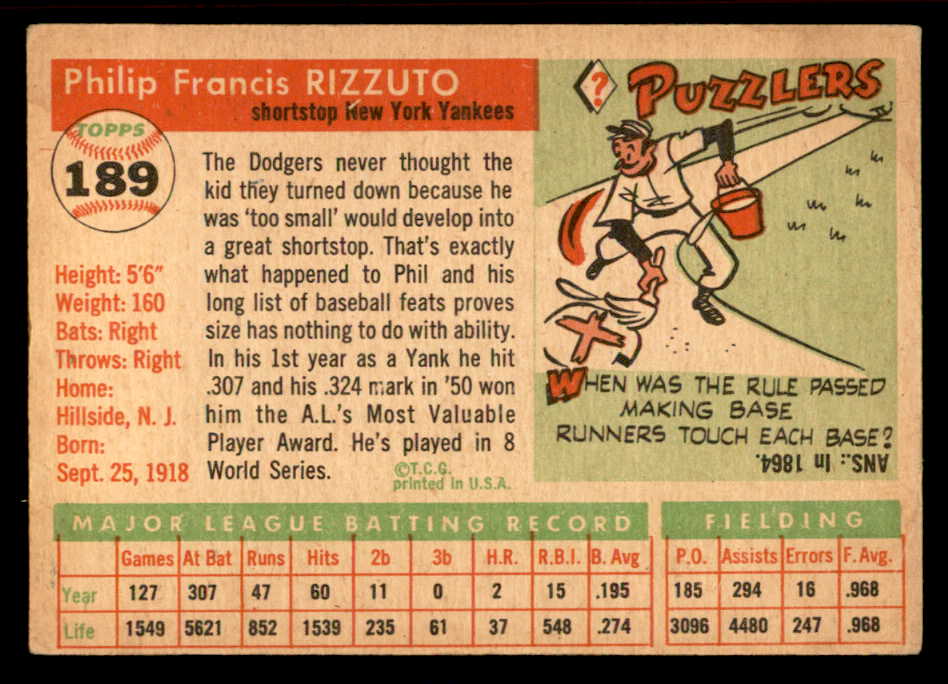 Philip Francis RIZZUTO
shortstop New York Yankees
TOPPS
189
Height: 5'6"
Weight: 160
Bats: Right
Throws: Right
Home:
Hillside, N. J.
Born:
Sept. 25, 1918
The Dodgers never thought the
kid they turned down because he
was 'too small' would develop into
a great shortstop. That's exactly
what happened to Phil and his
long list of baseball feats proves
size has nothing to do with ability.
In his 1st year as a Yank he hit
.307 and his .324 mark in '50 won
him the A.L.'s Most Valuable
Player Award. He's played in 8
World Series.
©T.C.G.
printed in U.S.A.
? PUZZLERS
WHEN WAS THE RULE PASSED
MAKING BASE
RUNNERS TOUCH EACH BASE?
ANS.: In 1864.
MAJOR LEAGUE BATTING RECORD
Games At Bat Runs Hits 2b 3b H.R. R.B.I. B. Avg
Year 127 307 47 60 11 0 2 15 .195
Life 1549 5621 852 1539 235 61 37 548 .274
FIELDING
P.O. Assists Errors F. Avg.
185 294 16 .968
3096 4480 247 .968